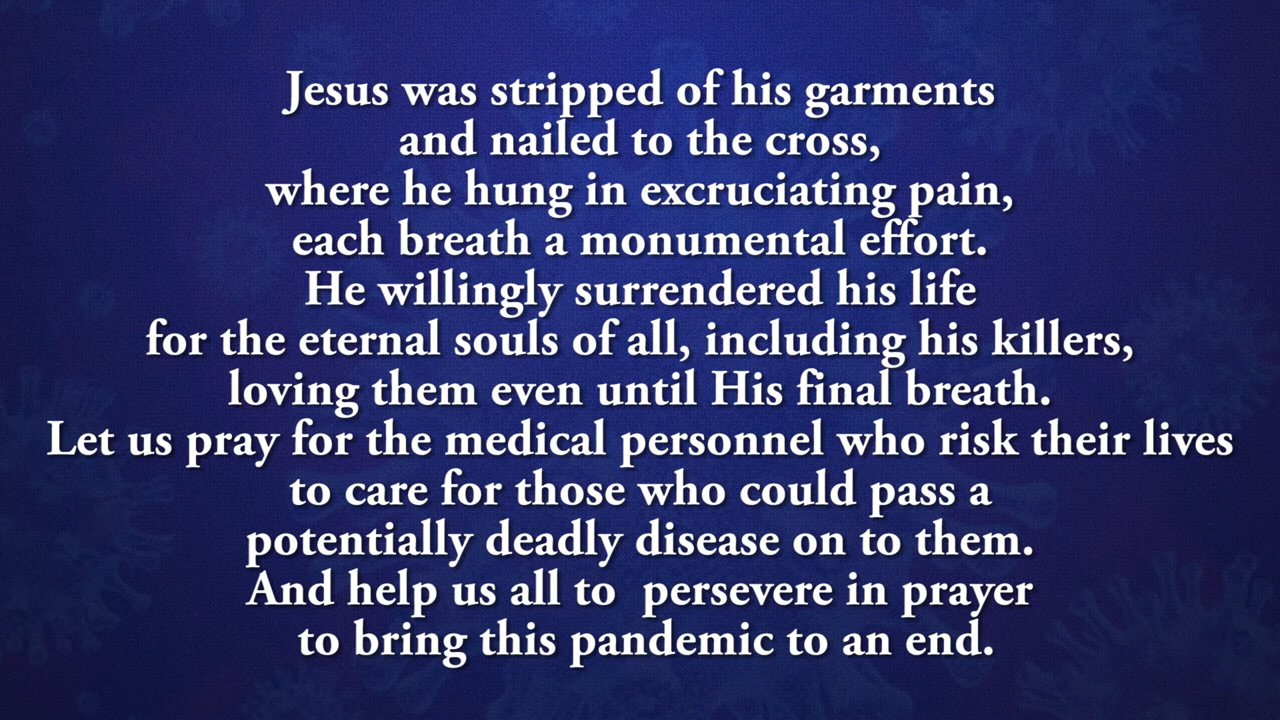 Jesus was stripped of his garments
and nailed to the cross,
where he hung in excruciating pain,
each breath a monumental effort.
He willingly surrendered his life
for the eternal souls of all, including his killers,
loving them even until His final breath.
Let us pray for the medical personnel who risk their lives
to care for those who could pass a
potentially deadly disease on to them.
And help us all to  persevere in prayer
to bring this pandemic to an end.